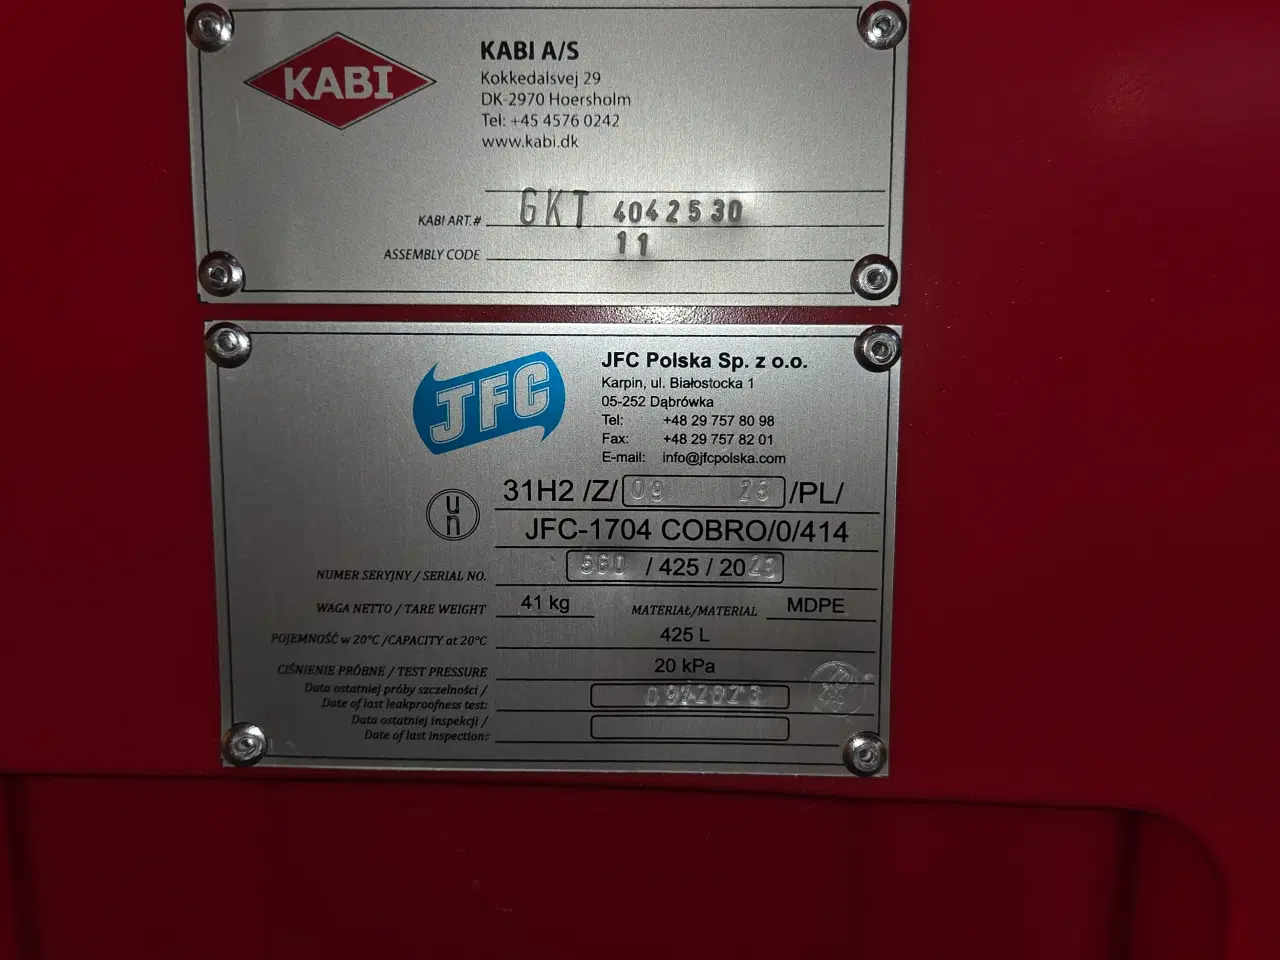 KABI
KABI A/S
Kokkedalsvej 29
DK-2970 Hoersholm
Tel: +45 4576 0242
www.kabi.dk
KABI ART.# GKT 4042530
ASSEMBLY CODE 11
JFC
JFC Polska Sp. z o.o.
Karpin, ul. Białostocka 1
05-252 Dąbrówka
Tel: +48 29 757 80 98
Fax: +48 29 757 82 01
E-mail: info@jfcpolska.com
un
31H2 /Z/ 09 23 /PL/
JFC-1704 COBRO/0/414
NUMER SERYJNY / SERIAL NO. 560 / 425 / 2023
WAGA NETTO / TARE WEIGHT 41 kg MATERIAŁ/MATERIAL MDPE
POJEMNOŚĆ w 20°C /CAPACITY at 20°C 425 L
CIŚNIENIE PRÓBNE / TEST PRESSURE 20 kPa
Data ostatniej próby szczelności /
Date of last leakproofness test:
Data ostatniej inspekcji /
Date of last inspection: